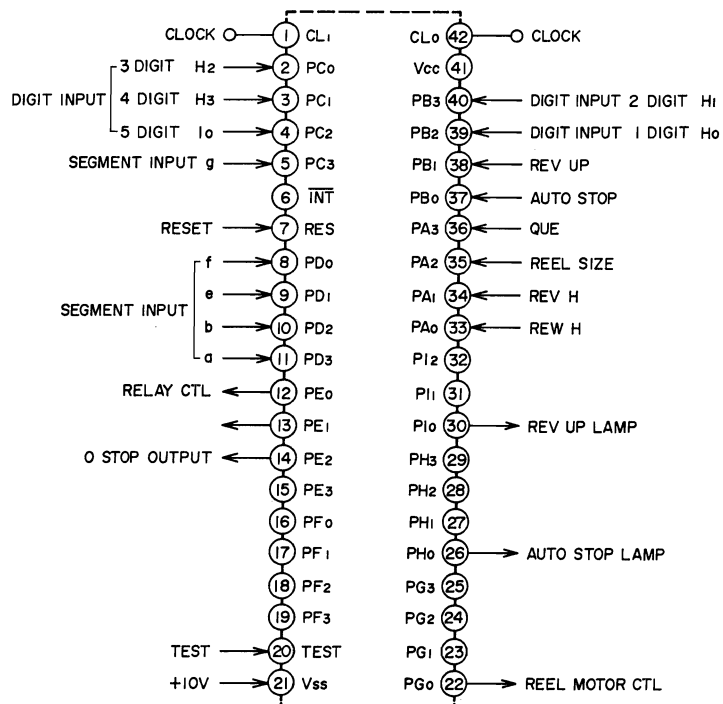 CLOCK 1 CL1 CL0 42 CLOCK
3 DIGIT H2 2 PC0 Vcc 41
DIGIT INPUT 4 DIGIT H3 3 PC1 PB3 40 DIGIT INPUT 2 DIGIT H1
5 DIGIT I0 4 PC2 PB2 39 DIGIT INPUT 1 DIGIT H0
SEGMENT INPUT g 5 PC3 PB1 38 REV UP
6 INT PB0 37 AUTO STOP
RESET 7 RES PA3 36 QUE
f 8 PD0 PA2 35 REEL SIZE
SEGMENT INPUT e 9 PD1 PA1 34 REV H
b 10 PD2 PA0 33 REW H
a 11 PD3 PI2 32
RELAY CTL 12 PE0 PI1 31
13 PE1 PI0 30 REV UP LAMP
0 STOP OUTPUT 14 PE2 PH3 29
15 PE3 PH2 28
16 PF0 PH1 27
17 PF1 PH0 26 AUTO STOP LAMP
18 PF2 PG3 25
19 PF3 PG2 24
TEST 20 TEST PG1 23
+10V 21 Vss PG0 22 REEL MOTOR CTL